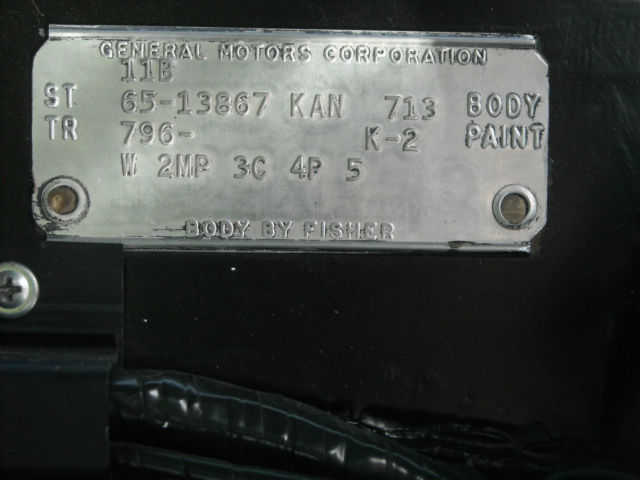 GENERAL MOTORS CORPORATION
11B
ST 65-13867 KAN 713 BODY
TR 796- K-2 PAINT
W 2MP 3C 4P 5
BODY BY FISHER